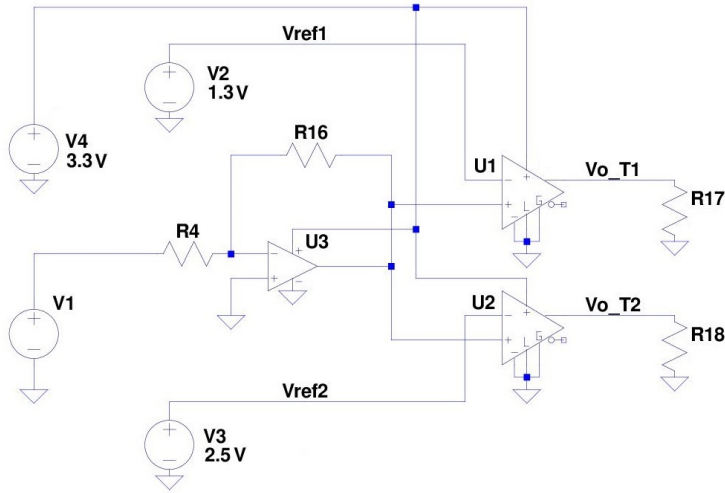 Vref1
V2
1.3 V
V4
3.3 V
R16
U1
Vo_T1
R17
R4
U3
V1
U2
Vo_T2
R18
Vref2
V3
2.5 V
L
G
L
G